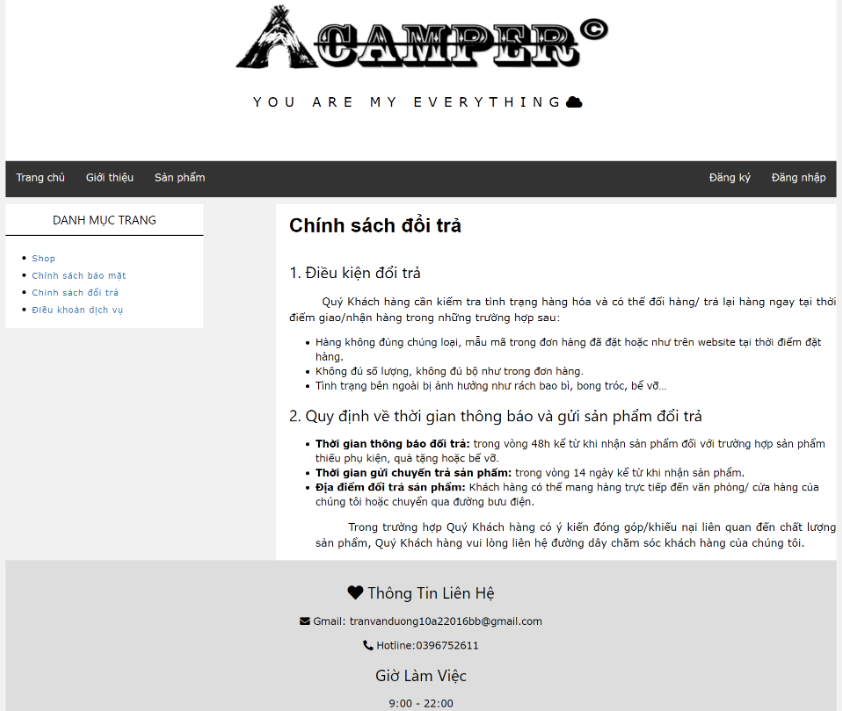 ACAMPER©
YOU ARE MY EVERYTHING
Trang chủ Giới thiệu Sản phẩm Đăng ký Đăng nhập
DANH MỤC TRANG
Shop
Chính sách bảo mật
Chính sách đổi trả
Điều khoản dịch vụ
Chính sách đổi trả
1. Điều kiện đổi trả
Quý Khách hàng cần kiểm tra tình trạng hàng hóa và có thể đổi hàng/ trả lại hàng ngay tại thời
điểm giao/nhận hàng trong những trường hợp sau:
Hàng không đúng chủng loại, mẫu mã trong đơn hàng đã đặt hoặc như trên website tại thời điểm đặt
hàng.
Không đủ số lượng, không đủ bộ như trong đơn hàng.
Tình trạng bên ngoài bị ảnh hưởng như rách bao bì, bong tróc, bể vỡ...
2. Quy định về thời gian thông báo và gửi sản phẩm đổi trả
Thời gian thông báo đổi trả: trong vòng 48h kể từ khi nhận sản phẩm đối với trường hợp sản phẩm
thiếu phụ kiện, quà tặng hoặc bể vỡ.
Thời gian gửi chuyển trả sản phẩm: trong vòng 14 ngày kể từ khi nhận sản phẩm.
Địa điểm đổi trả sản phẩm: Khách hàng có thể mang hàng trực tiếp đến văn phòng/ cửa hàng của
chúng tôi hoặc chuyển qua đường bưu điện.
Trong trường hợp Quý Khách hàng có ý kiến đóng góp/khiếu nại liên quan đến chất lượng
sản phẩm, Quý Khách hàng vui lòng liên hệ đường dây chăm sóc khách hàng của chúng tôi.
Thông Tin Liên Hệ
Gmail: tranvanduong10a22016bb@gmail.com
Hotline:0396752611
Giờ Làm Việc
9:00 - 22:00